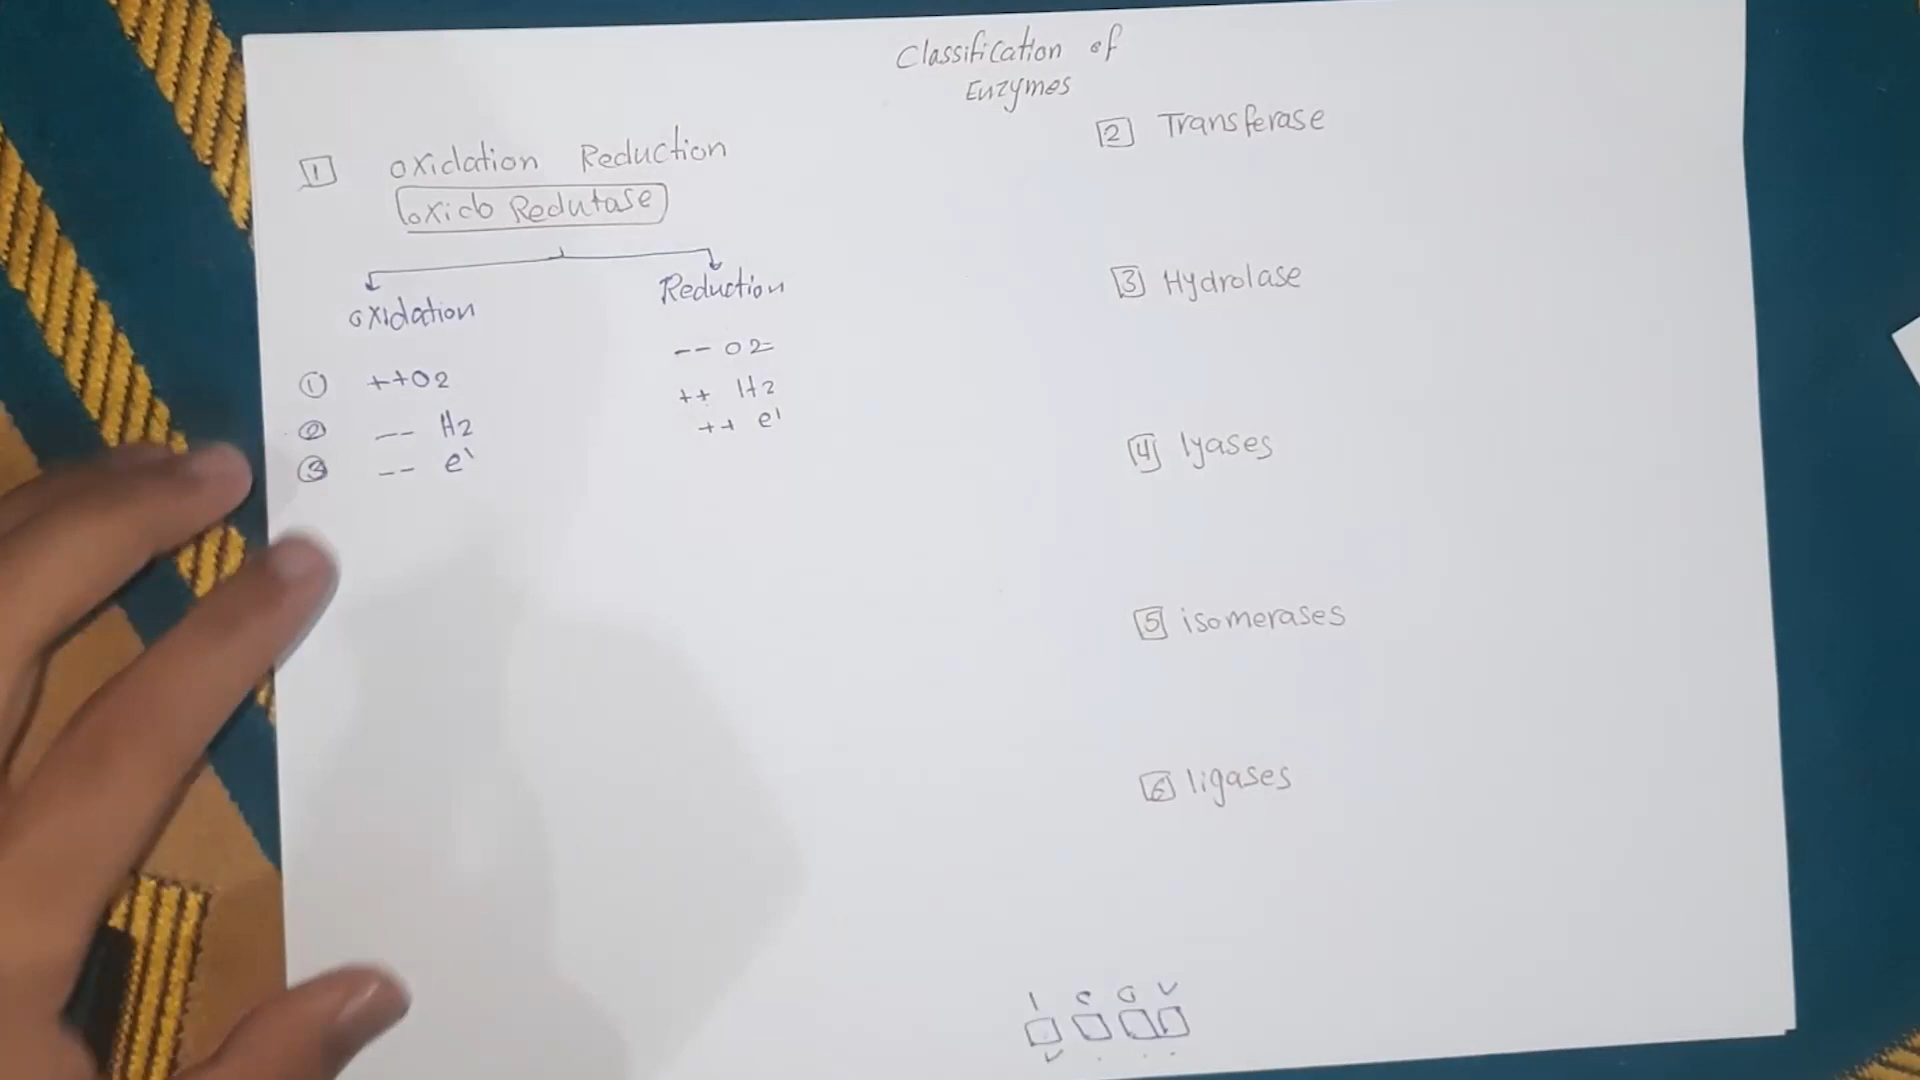 Classification of
Enzymes
1 oxidation Reduction
oxido Redutase
oxidation
Reduction
1 ++O2
2 -- H2
3 -- e'
-- O2
++ H2
++ e'
2 Transferase
3 Hydrolase
4 lyases
5 isomerases
6 ligases